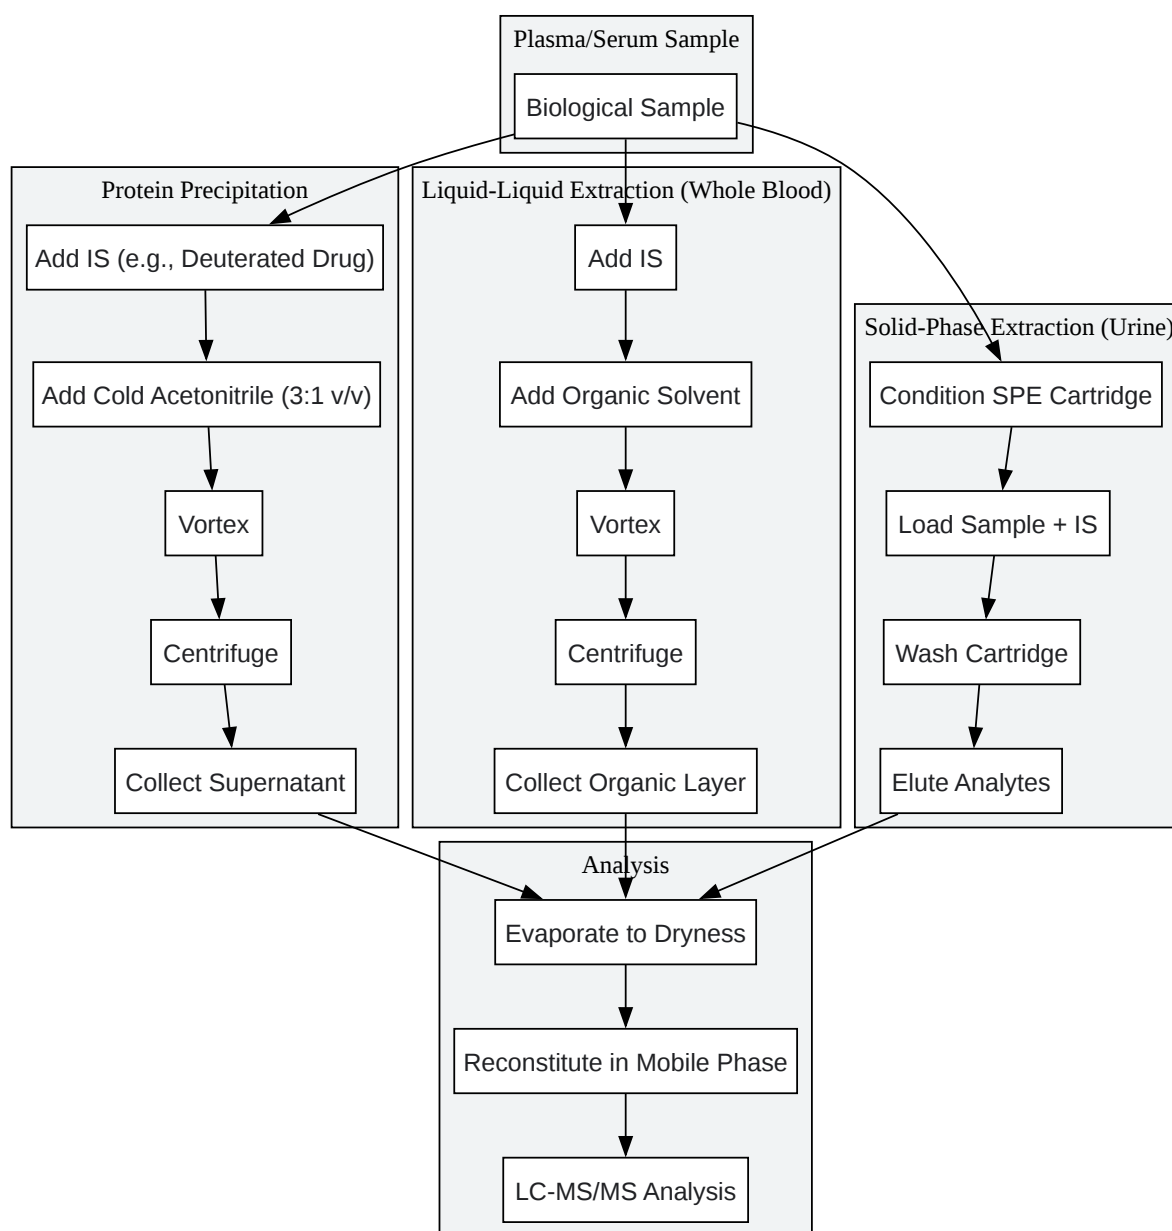 Plasma/Serum Sample
Biological Sample
Protein Precipitation
Add IS (e.g., Deuterated Drug)
Add Cold Acetonitrile (3:1 v/v)
Vortex
Centrifuge
Collect Supernatant
Liquid-Liquid Extraction (Whole Blood)
Add IS
Add Organic Solvent
Vortex
Centrifuge
Collect Organic Layer
Solid-Phase Extraction (Urine)
Condition SPE Cartridge
Load Sample + IS
Wash Cartridge
Elute Analytes
Analysis
Evaporate to Dryness
Reconstitute in Mobile Phase
LC-MS/MS Analysis